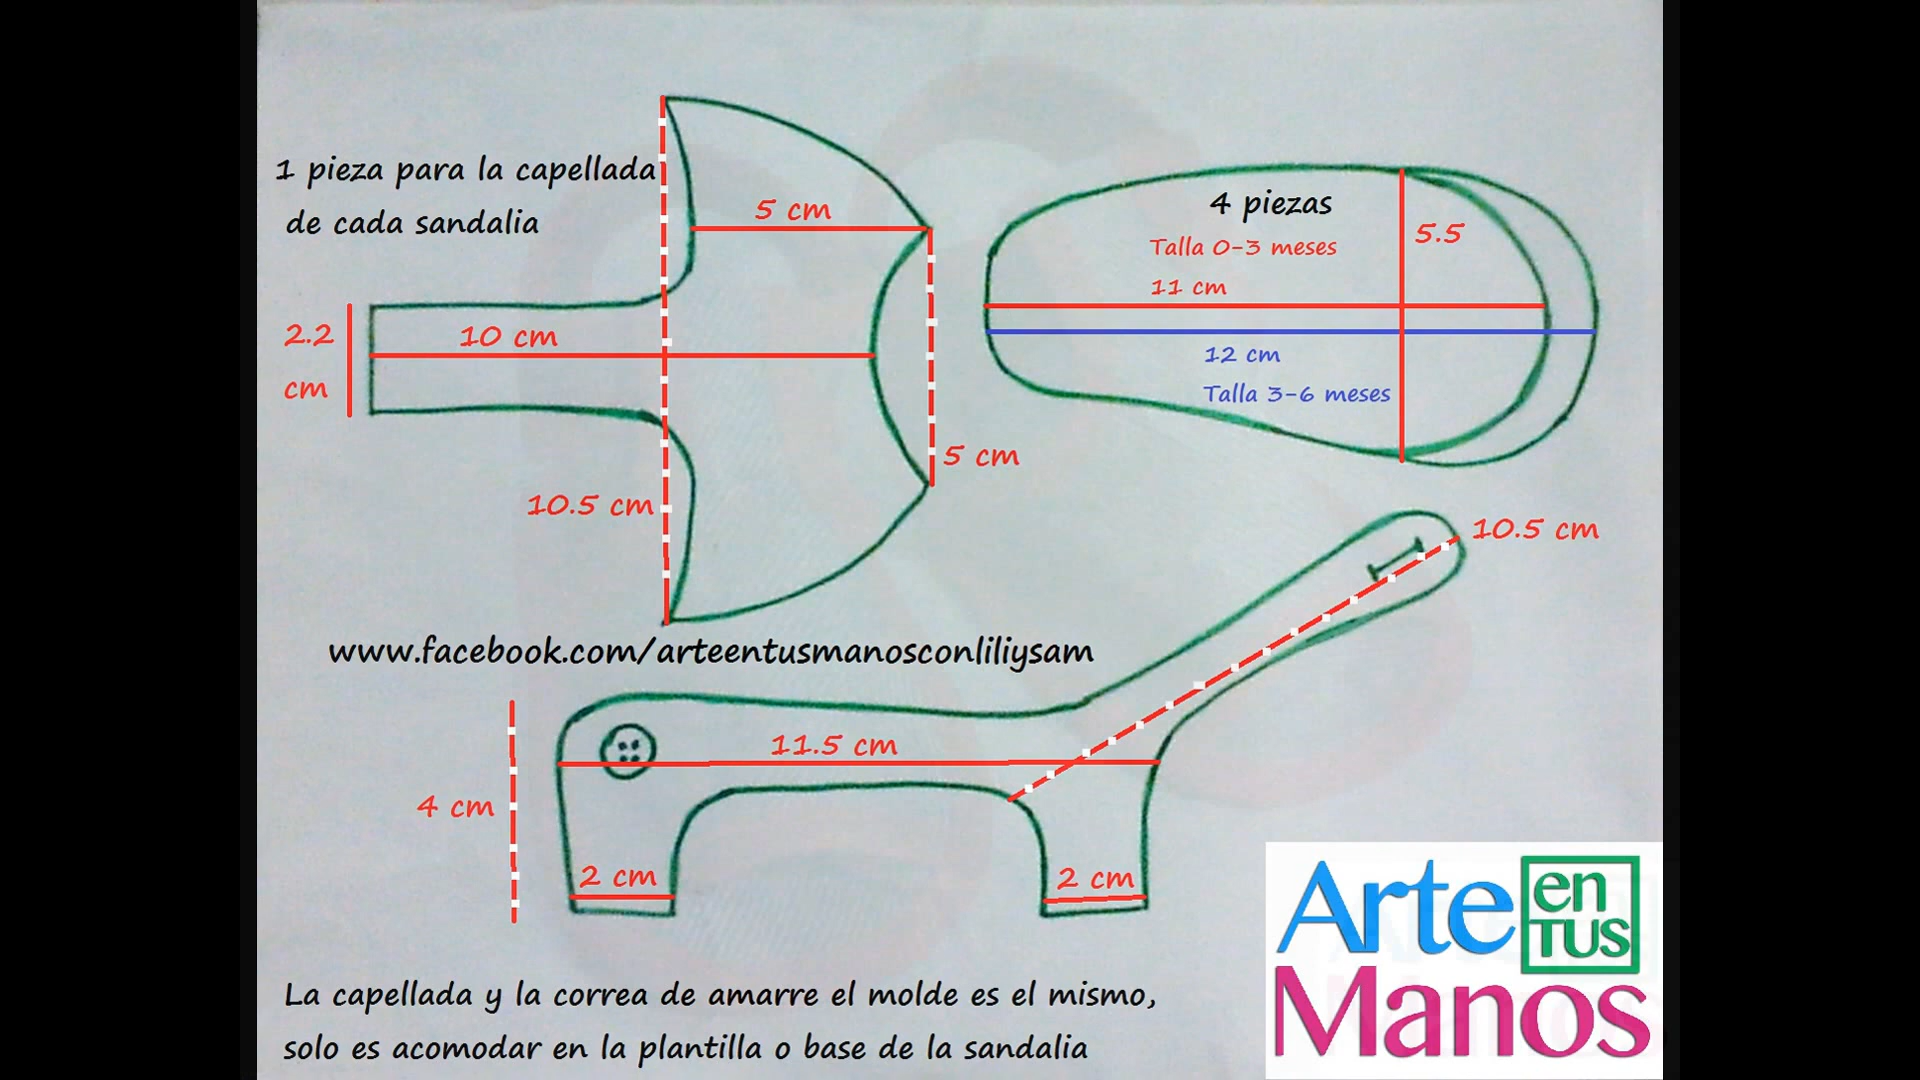 1 pieza para la capellada
de cada sandalia
5 cm
2.2
cm
10 cm
10.5 cm
5 cm
4 piezas
Talla 0-3 meses
11 cm
5.5
12 cm
Talla 3-6 meses
10.5 cm
www.facebook.com/arteentusmanosconliliysam
11.5 cm
4 cm
2 cm
2 cm
La capellada y la correa de amarre el molde es el mismo,
solo es acomodar en la plantilla o base de la sandalia
Arte en
TUS
Manos